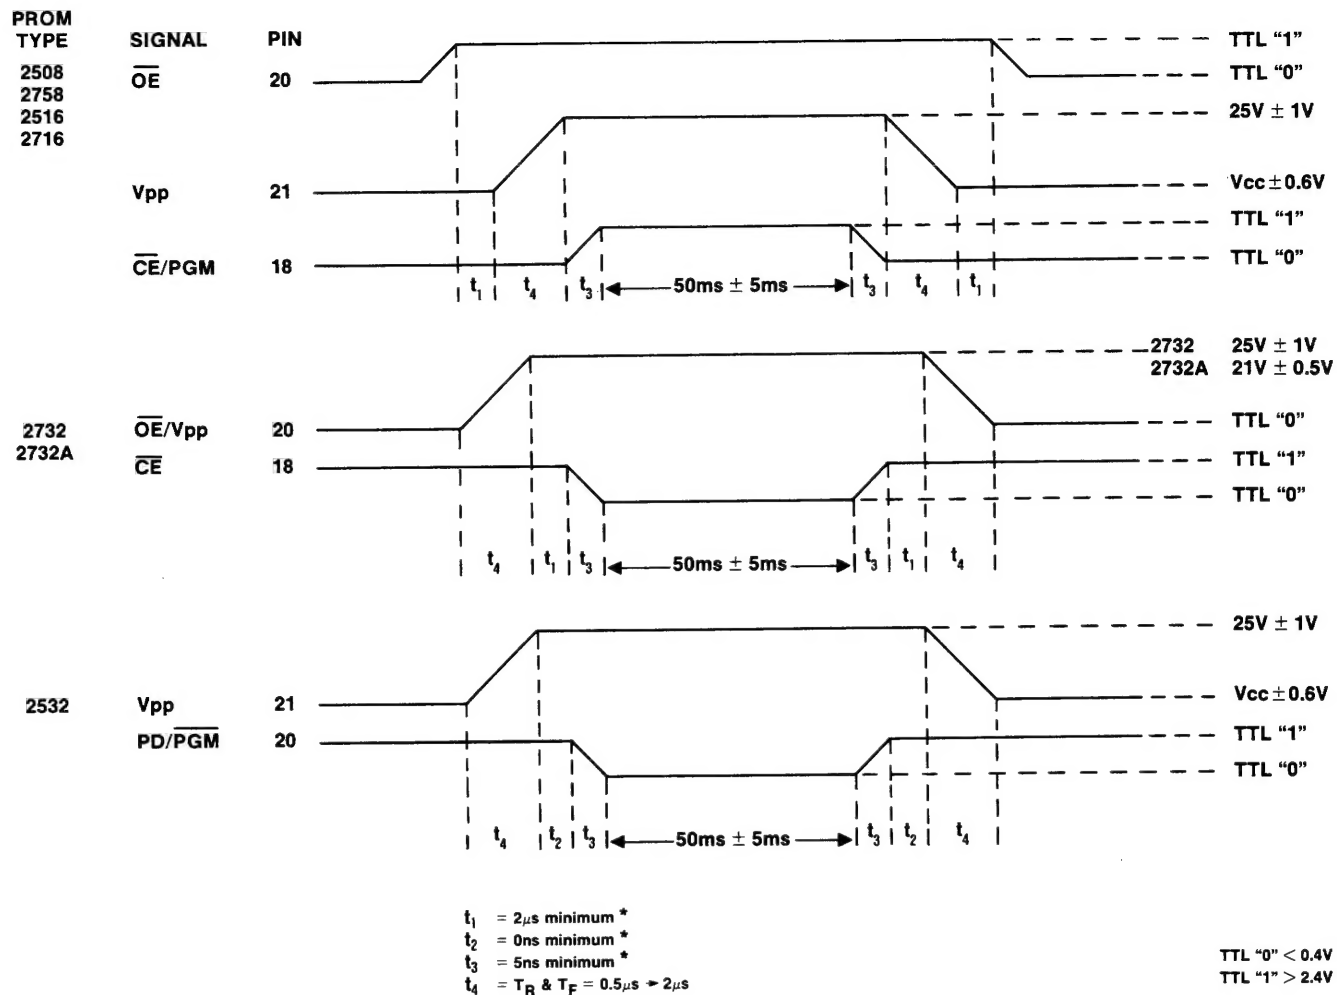 PROM
TYPE SIGNAL PIN
2508 OE 20 TTL “1”
2758 TTL “0”
2516
2716 25V ± 1V
Vpp 21 Vcc ± 0.6V
TTL “1”
CE/PGM 18 TTL “0”
t1 t4 t3 50ms ± 5ms t3 t4 t1
2732 25V ± 1V
2732A 21V ± 0.5V
2732 OE/Vpp 20 TTL “0”
2732A CE 18 TTL “1”
TTL “0”
t4 t1 t3 50ms ± 5ms t3 t1 t4
25V ± 1V
2532 Vpp 21 Vcc ± 0.6V
PD/PGM 20 TTL “1”
TTL “0”
t4 t2 t3 50ms ± 5ms t3 t2 t4
t1 = 2μs minimum *
t2 = 0ns minimum *
t3 = 5ns minimum *
t4 = TR & TF = 0.5μs → 2μs
TTL “0” < 0.4V
TTL “1” > 2.4V